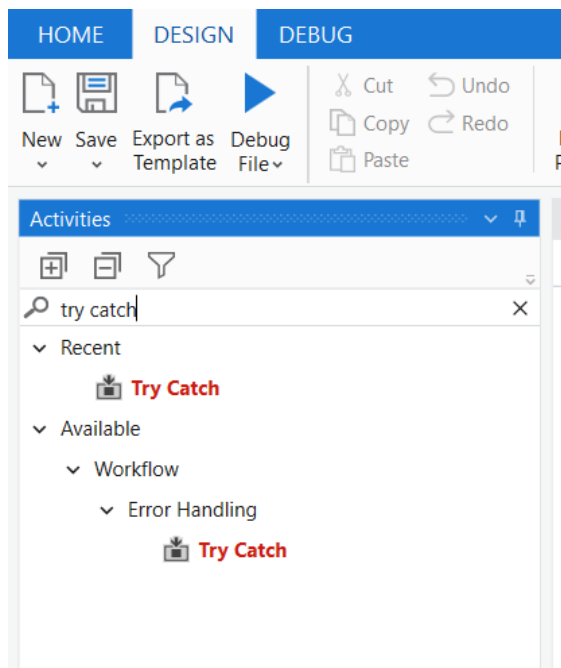 HOME DESIGN DEBUG
Cut Undo
Copy Redo
Paste
New Save Export as Template Debug File
Activities
try catch
Recent
Try Catch
Available
Workflow
Error Handling
Try Catch